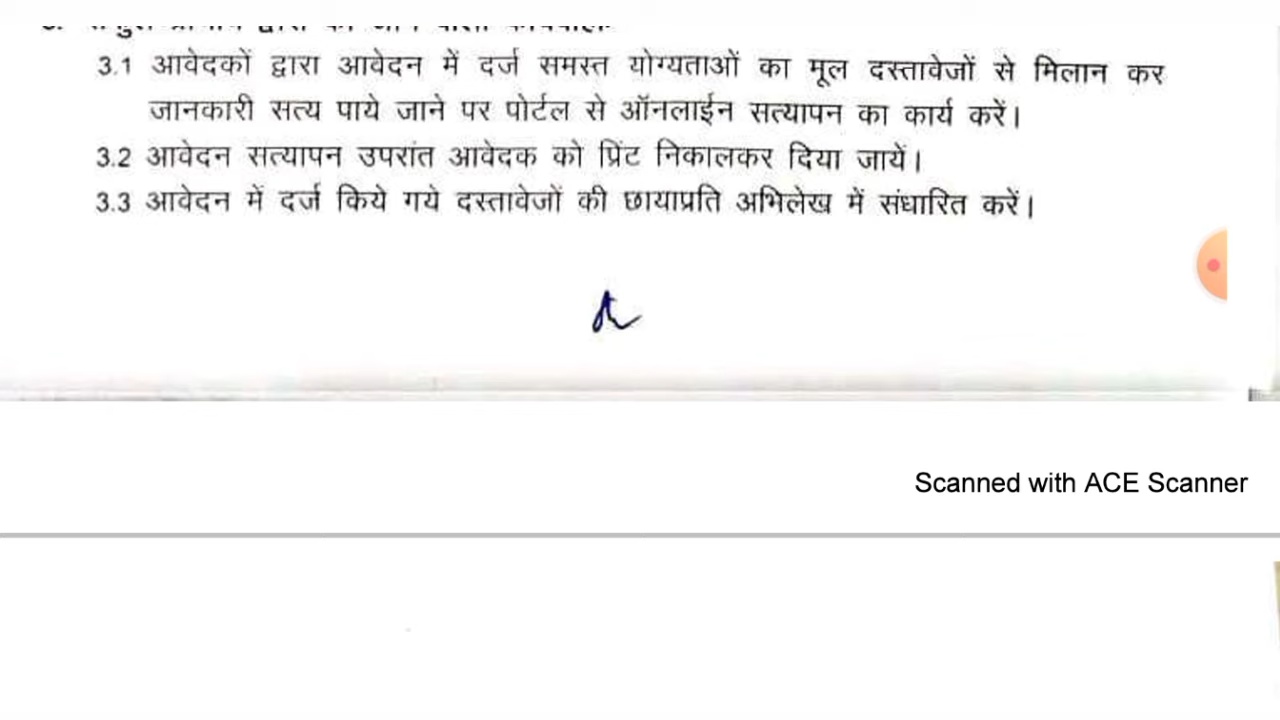 3.1 आवेदकों द्वारा आवेदन में दर्ज समस्त योग्यताओं का मूल दस्तावेजों से मिलान कर
जानकारी सत्य पाये जाने पर पोर्टल से ऑनलाईन सत्यापन का कार्य करें।
3.2 आवेदन सत्यापन उपरांत आवेदक को प्रिंट निकालकर दिया जायें।
3.3 आवेदन में दर्ज किये गये दस्तावेजों की छायाप्रति अभिलेख में संधारित करें।
Scanned with ACE Scanner